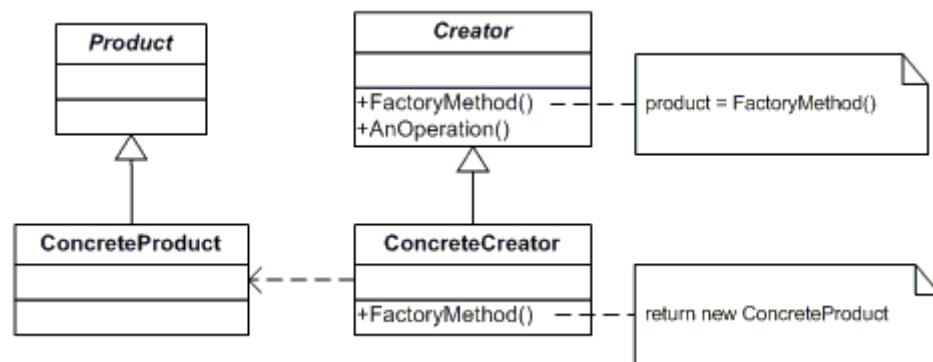 Product
Creator
+FactoryMethod()
+AnOperation()
product = FactoryMethod()
ConcreteProduct
ConcreteCreator
+FactoryMethod()
return new ConcreteProduct